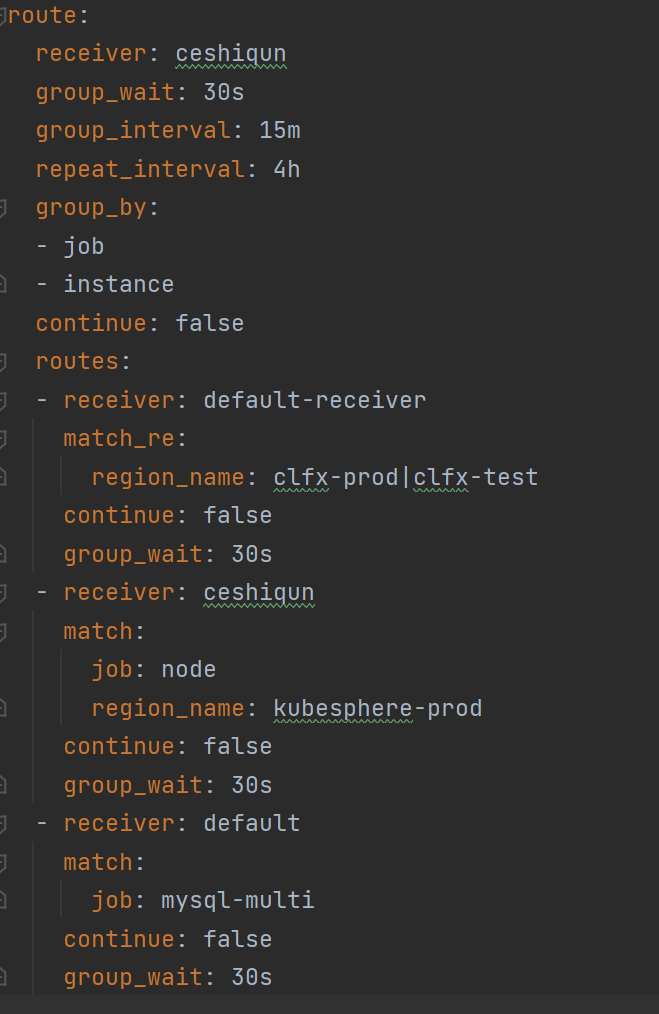 route:
  receiver: ceshiqun
  group_wait: 30s
  group_interval: 15m
  repeat_interval: 4h
  group_by:
  - job
  - instance
  continue: false
  routes:
  - receiver: default-receiver
    match_re:
      region_name: clfx-prod|clfx-test
    continue: false
    group_wait: 30s
  - receiver: ceshiqun
    match:
      job: node
      region_name: kubesphere-prod
    continue: false
    group_wait: 30s
  - receiver: default
    match:
      job: mysql-multi
    continue: false
    group_wait: 30s